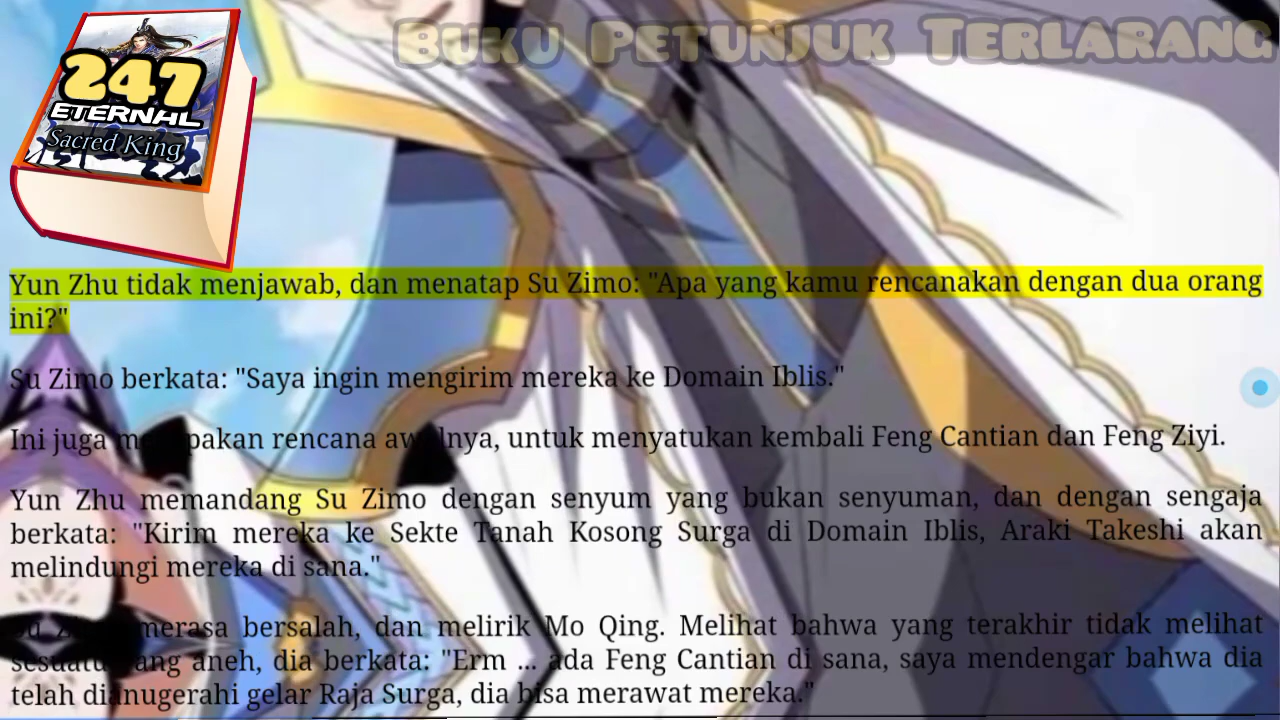 Buku Petunjuk Terlarang
247
ETERNAL
Sacred King
Yun Zhu tidak menjawab, dan menatap Su Zimo: "Apa yang kamu rencanakan dengan dua orang
ini?"
Su Zimo berkata: "Saya ingin mengirim mereka ke Domain Iblis."
Ini juga merupakan rencana awalnya, untuk menyatukan kembali Feng Cantian dan Feng Ziyi.
Yun Zhu memandang Su Zimo dengan senyum yang bukan senyuman, dan dengan sengaja
berkata: "Kirim mereka ke Sekte Tanah Kosong Surga di Domain Iblis, Araki Takeshi akan
melindungi mereka di sana."
Su Zimo merasa bersalah, dan melirik Mo Qing. Melihat bahwa yang terakhir tidak melihat
sesuatu yang aneh, dia berkata: "Erm ... ada Feng Cantian di sana, saya mendengar bahwa dia
telah dianugerahi gelar Raja Surga, dia bisa merawat mereka."